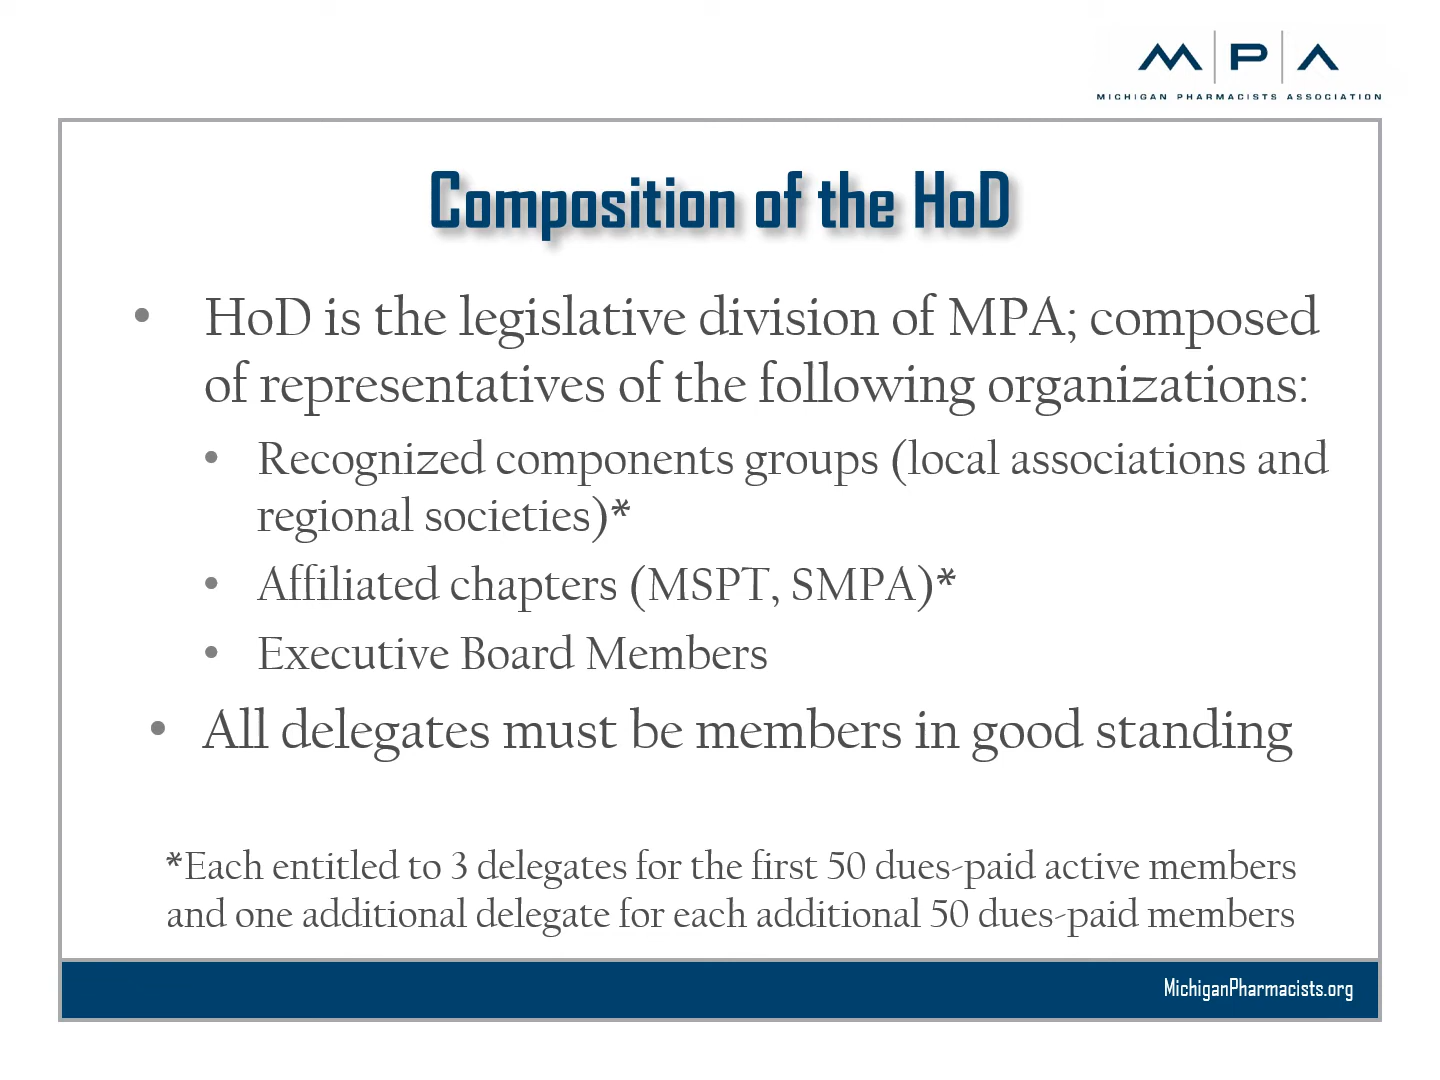 M P A
MICHIGAN PHARMACISTS ASSOCIATION
Composition of the HoD
• HoD is the legislative division of MPA; composed
of representatives of the following organizations:
• Recognized components groups (local associations and
regional societies)*
• Affiliated chapters (MSPT, SMPA)*
• Executive Board Members
• All delegates must be members in good standing
*Each entitled to 3 delegates for the first 50 dues-paid active members
and one additional delegate for each additional 50 dues-paid members
MichiganPharmacists.org